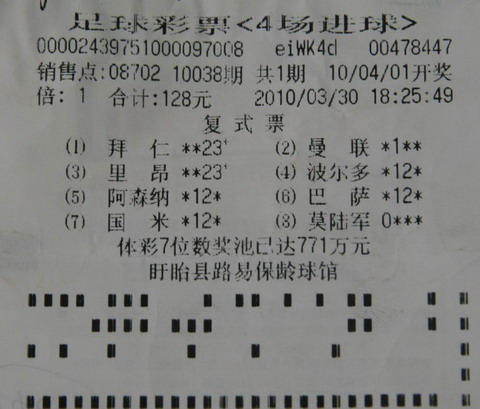 足球彩票<4场进球>
00002439751000097008 eiWK4d 00478447
销售点:08702 10038期 共1期 10/04/01开奖
倍: 1 合计:128元 2010/03/30 18:25:49
复式票
(1) 拜 仁 **23⁺ (2) 曼 联 *1**
(3) 里 昂 **23⁺ (4) 波尔多 *12*
(5) 阿森纳 *12* (6) 巴 萨 *12*
(7) 国 米 *12* (8) 莫陆军 0***
体彩7位数奖池已达771万元
盱眙县路易保龄球馆